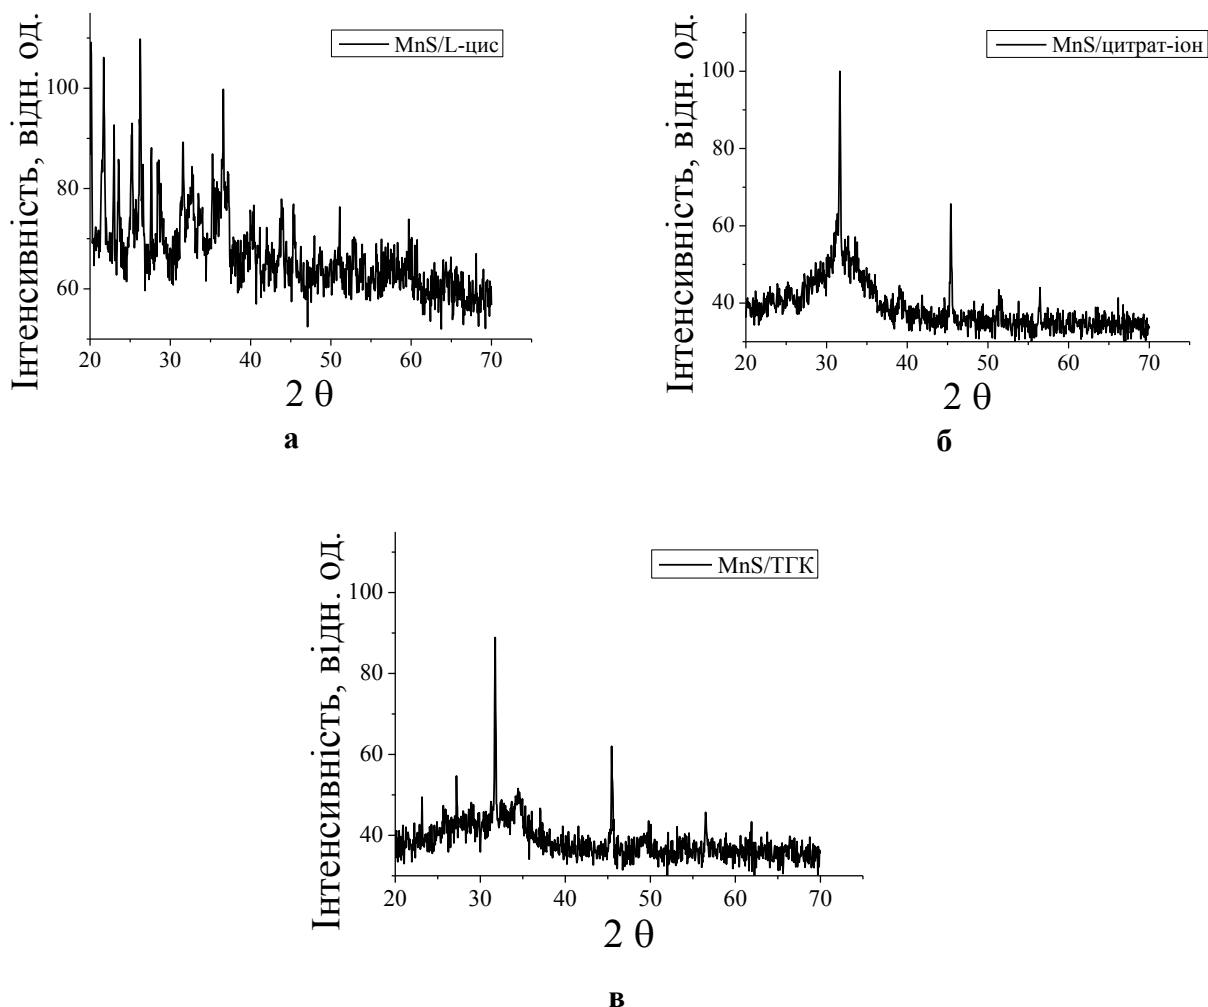 Інтенсивність, відн. од.
MnS/L-цис
100
80
60
20 30 40 50 60 70
2 θ
а
Інтенсивність, відн. од.
MnS/цитрат-іон
100
80
60
40
20 30 40 50 60 70
2 θ
б
Інтенсивність, відн. од.
MnS/ТГК
100
80
60
40
20 30 40 50 60 70
2 θ
в